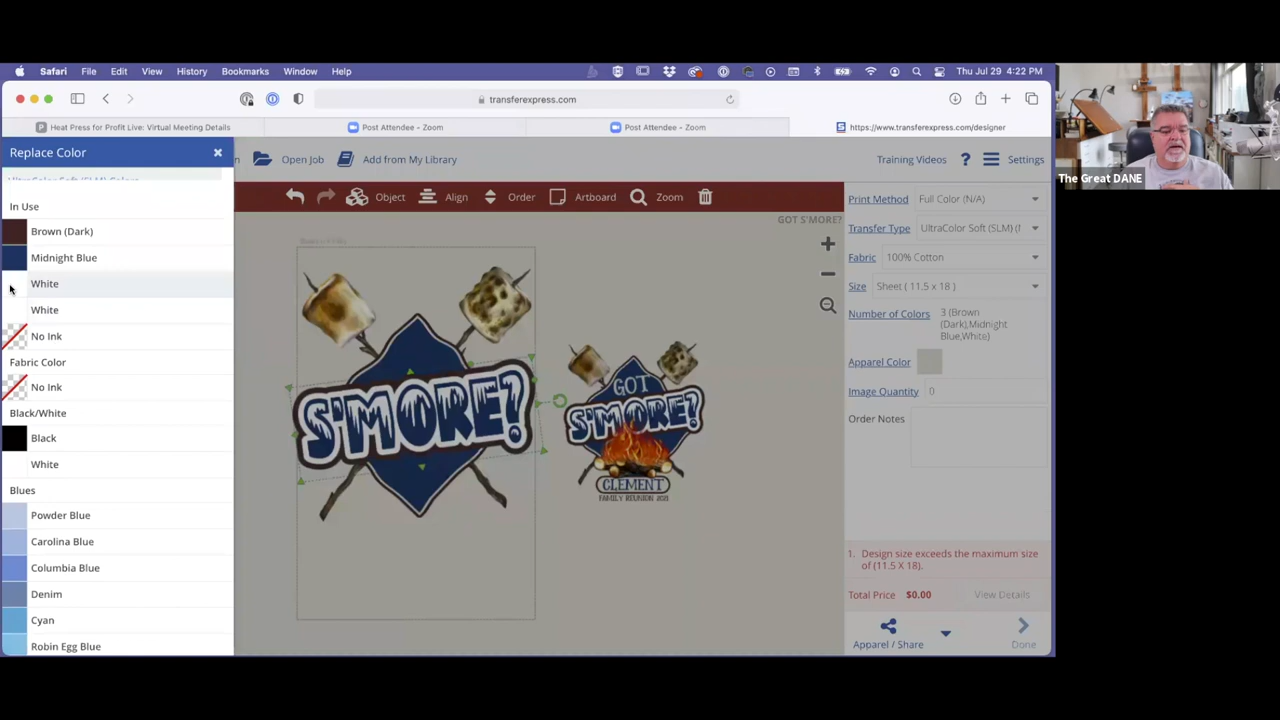 Safari File Edit View History Bookmarks Window Help
Thu Jul 29 4:22 PM
transferexpress.com
Heat Press for Profit Live: Virtual Meeting Details
Post Attendee - Zoom
Post Attendee - Zoom
https://www.transferexpress.com/designer
Replace Color
Open Job
Add from My Library
Training Videos
?
Settings
UltraColor Soft (SLM) Colors
In Use
Brown (Dark)
Midnight Blue
White
White
No Ink
Fabric Color
No Ink
Black/White
Black
White
Blues
Powder Blue
Carolina Blue
Columbia Blue
Denim
Cyan
Robin Egg Blue
Object
Align
Order
Artboard
Zoom
GOT S'MORE?
S'MORE?
GOT
S'MORE?
CLEMENT
FAMILY REUNION 2021
Print Method
Full Color (N/A)
Transfer Type
UltraColor Soft (SLM) (
Fabric
100% Cotton
Size
Sheet ( 11.5 x 18 )
Number of Colors
3 (Brown
(Dark),Midnight
Blue,White)
Apparel Color
Image Quantity
0
Order Notes
1. Design size exceeds the maximum size
of (11.5 X 18).
Total Price $0.00
View Details
Apparel / Share
Done
The Great DANE